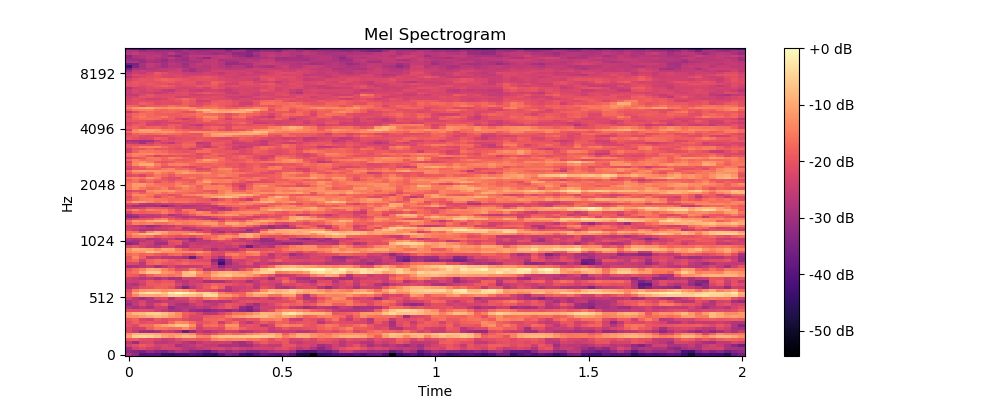 Mel Spectrogram
+0 dB
8192
-10 dB
4096
-20 dB
2048
Hz
-30 dB
1024
-40 dB
512
-50 dB
0
0 0.5 1 1.5 2
Time